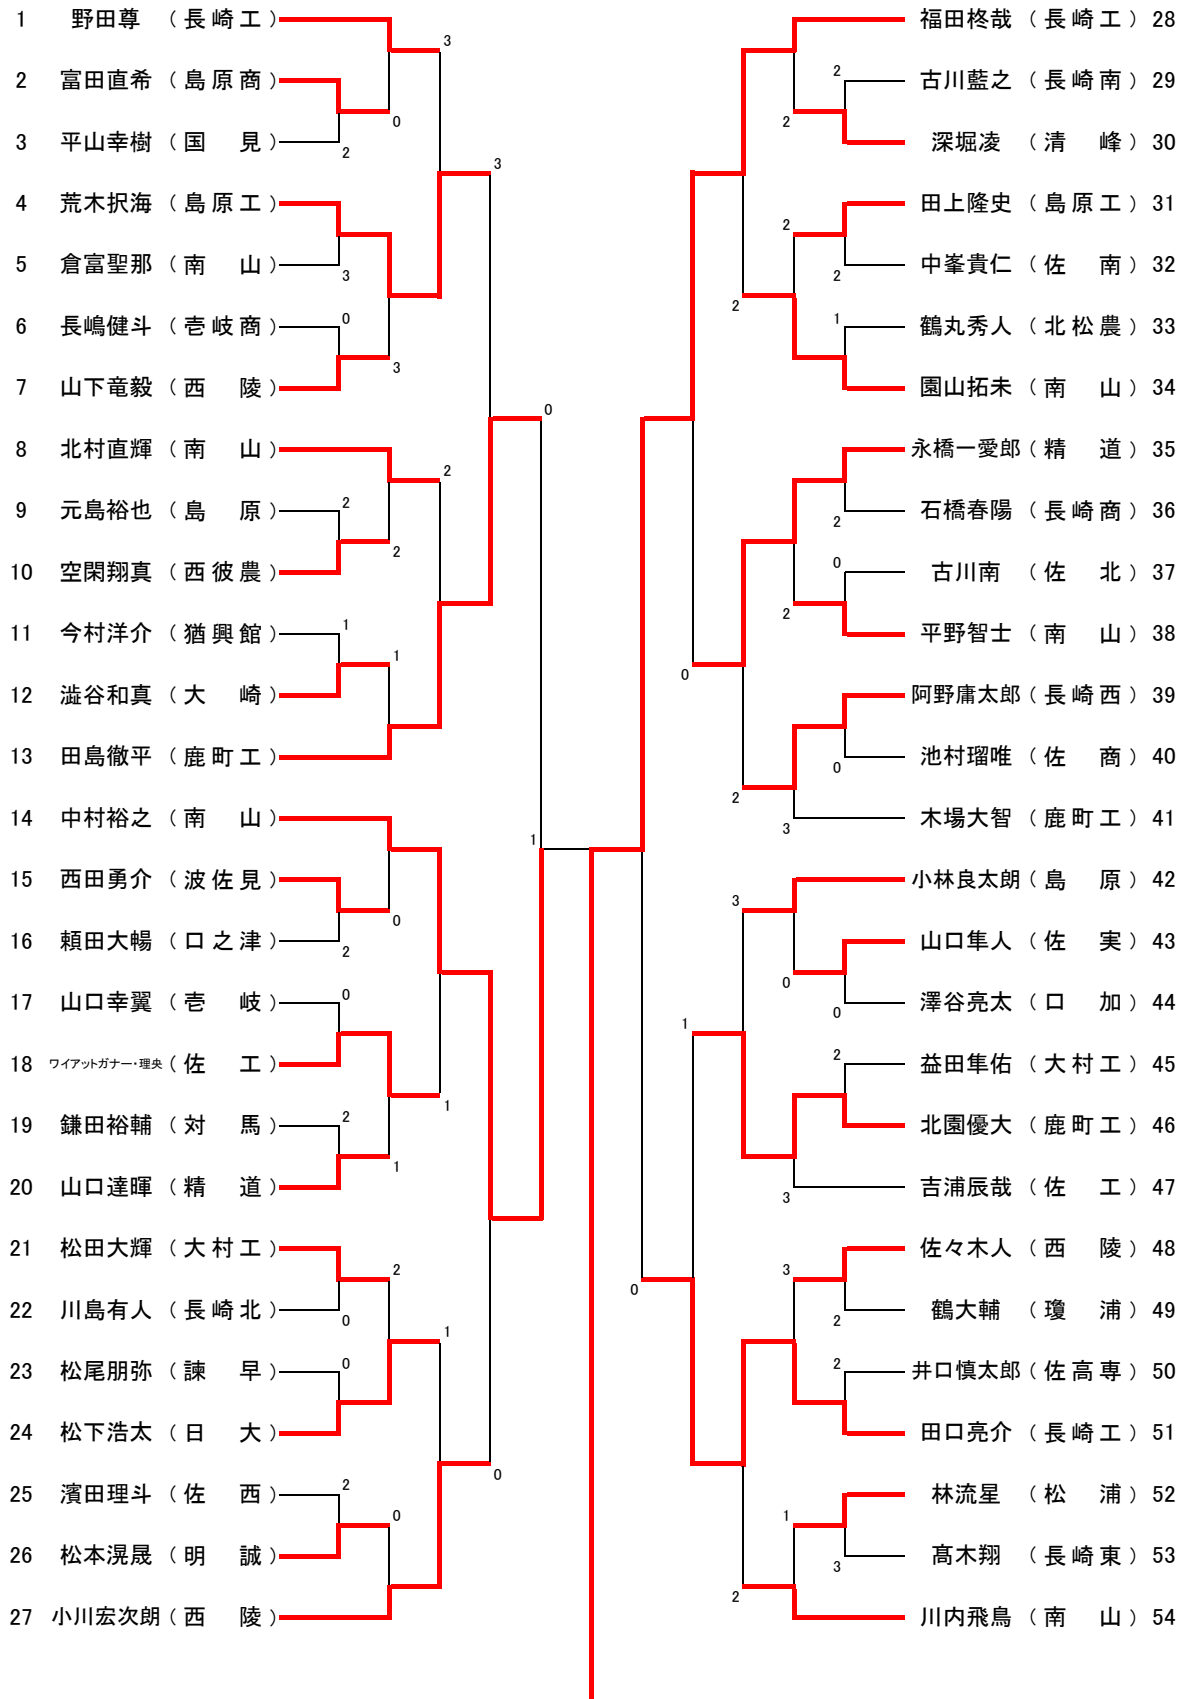 1 野田尊 （長崎工）
2 富田直希 （島原商）
3 平山幸樹 （国　見）
4 荒木択海 （島原工）
5 倉富聖那 （南　山）
6 長嶋健斗 （壱岐商）
7 山下竜毅 （西　陵）
8 北村直輝 （南　山）
9 元島裕也 （島　原）
10 空閑翔真 （西彼農）
11 今村洋介 （猶興館）
12 澁谷和真 （大　崎）
13 田島徹平 （鹿町工）
14 中村裕之 （南　山）
15 西田勇介 （波佐見）
16 頼田大暢 （口之津）
17 山口幸翼 （壱　岐）
18 ワイアットガナー・理央 （佐　工）
19 鎌田裕輔 （対　馬）
20 山口達暉 （精　道）
21 松田大輝 （大村工）
22 川島有人 （長崎北）
23 松尾朋弥 （諫　早）
24 松下浩太 （日　大）
25 濱田理斗 （佐　西）
26 松本滉晟 （明　誠）
27 小川宏次朗 （西　陵）
3
0
2
3
3
0
3
2
2
2
1
1
0
0
2
0
1
2
1
2
0
0
1
2
0
0
1
福田柊哉 （長崎工） 28
古川藍之 （長崎南） 29
深堀凌 （清　峰） 30
田上隆史 （島原工） 31
中峯貴仁 （佐　南） 32
鶴丸秀人 （北松農） 33
園山拓未 （南　山） 34
永橋一愛郎 （精　道） 35
石橋春陽 （長崎商） 36
古川南 （佐　北） 37
平野智士 （南　山） 38
阿野庸太郎 （長崎西） 39
池村瑠唯 （佐　商） 40
木場大智 （鹿町工） 41
小林良太朗 （島　原） 42
山口隼人 （佐　実） 43
澤谷亮太 （口　加） 44
益田隼佑 （大村工） 45
北園優大 （鹿町工） 46
吉浦辰哉 （佐　工） 47
佐々木人 （西　陵） 48
鶴大輔 （瓊　浦） 49
井口慎太郎 （佐高専） 50
田口亮介 （長崎工） 51
林流星 （松　浦） 52
髙木翔 （長崎東） 53
川内飛鳥 （南　山） 54
2
2
2
2
2
1
2
0
2
0
0
2
3
3
0
0
1
2
3
0
3
2
2
1
3
2